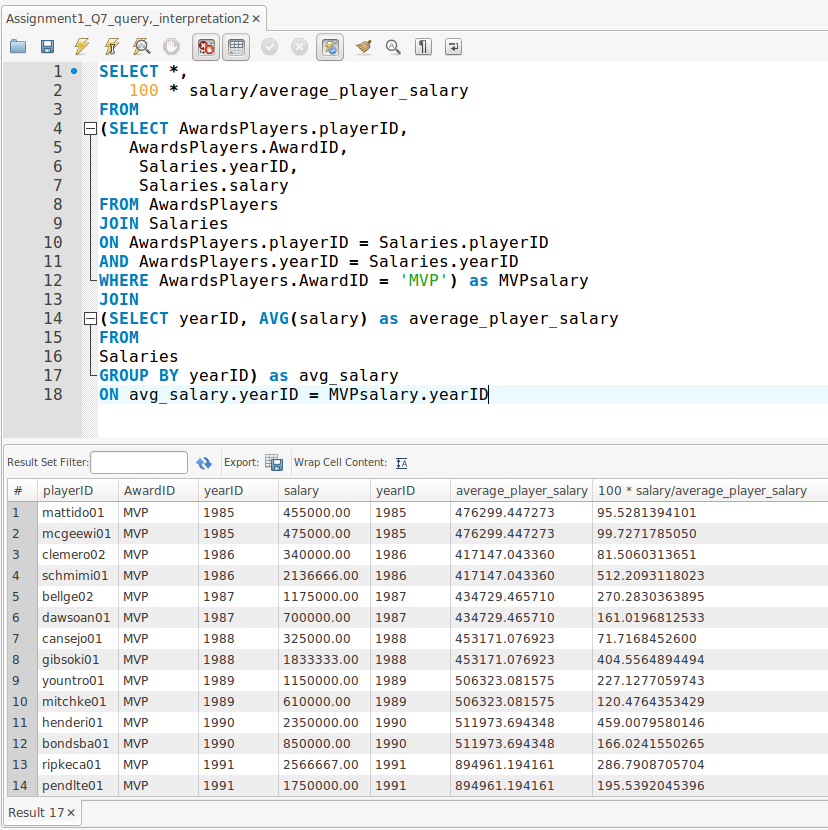 Assignment1_Q7_query,_interpretation2 ×
1 SELECT *,
2 100 * salary/average_player_salary
3 FROM
4 (SELECT AwardsPlayers.playerID,
5 AwardsPlayers.AwardID,
6 Salaries.yearID,
7 Salaries.salary
8 FROM AwardsPlayers
9 JOIN Salaries
10 ON AwardsPlayers.playerID = Salaries.playerID
11 AND AwardsPlayers.yearID = Salaries.yearID
12 WHERE AwardsPlayers.AwardID = 'MVP') as MVPsalary
13 JOIN
14 (SELECT yearID, AVG(salary) as average_player_salary
15 FROM
16 Salaries
17 GROUP BY yearID) as avg_salary
18 ON avg_salary.yearID = MVPsalary.yearID
Result Set Filter: Export: Wrap Cell Content:
# playerID AwardID yearID salary yearID average_player_salary 100 * salary/average_player_salary
1 mattido01 MVP 1985 455000.00 1985 476299.447273 95.5281394101
2 mcgeewi01 MVP 1985 475000.00 1985 476299.447273 99.7271785050
3 clemero02 MVP 1986 340000.00 1986 417147.043360 81.5060313651
4 schmimi01 MVP 1986 2136666.00 1986 417147.043360 512.2093118023
5 bellge02 MVP 1987 1175000.00 1987 434729.465710 270.2830363895
6 dawsoan01 MVP 1987 700000.00 1987 434729.465710 161.0196812533
7 cansejo01 MVP 1988 325000.00 1988 453171.076923 71.7168452600
8 gibsoki01 MVP 1988 1833333.00 1988 453171.076923 404.5564894494
9 yountro01 MVP 1989 1150000.00 1989 506323.081575 227.1277059743
10 mitchke01 MVP 1989 610000.00 1989 506323.081575 120.4764353429
11 henderi01 MVP 1990 2350000.00 1990 511973.694348 459.0079580146
12 bondsba01 MVP 1990 850000.00 1990 511973.694348 166.0241550265
13 ripkeca01 MVP 1991 2566667.00 1991 894961.194161 286.7908705704
14 pendlte01 MVP 1991 1750000.00 1991 894961.194161 195.5392045396
Result 17 ×